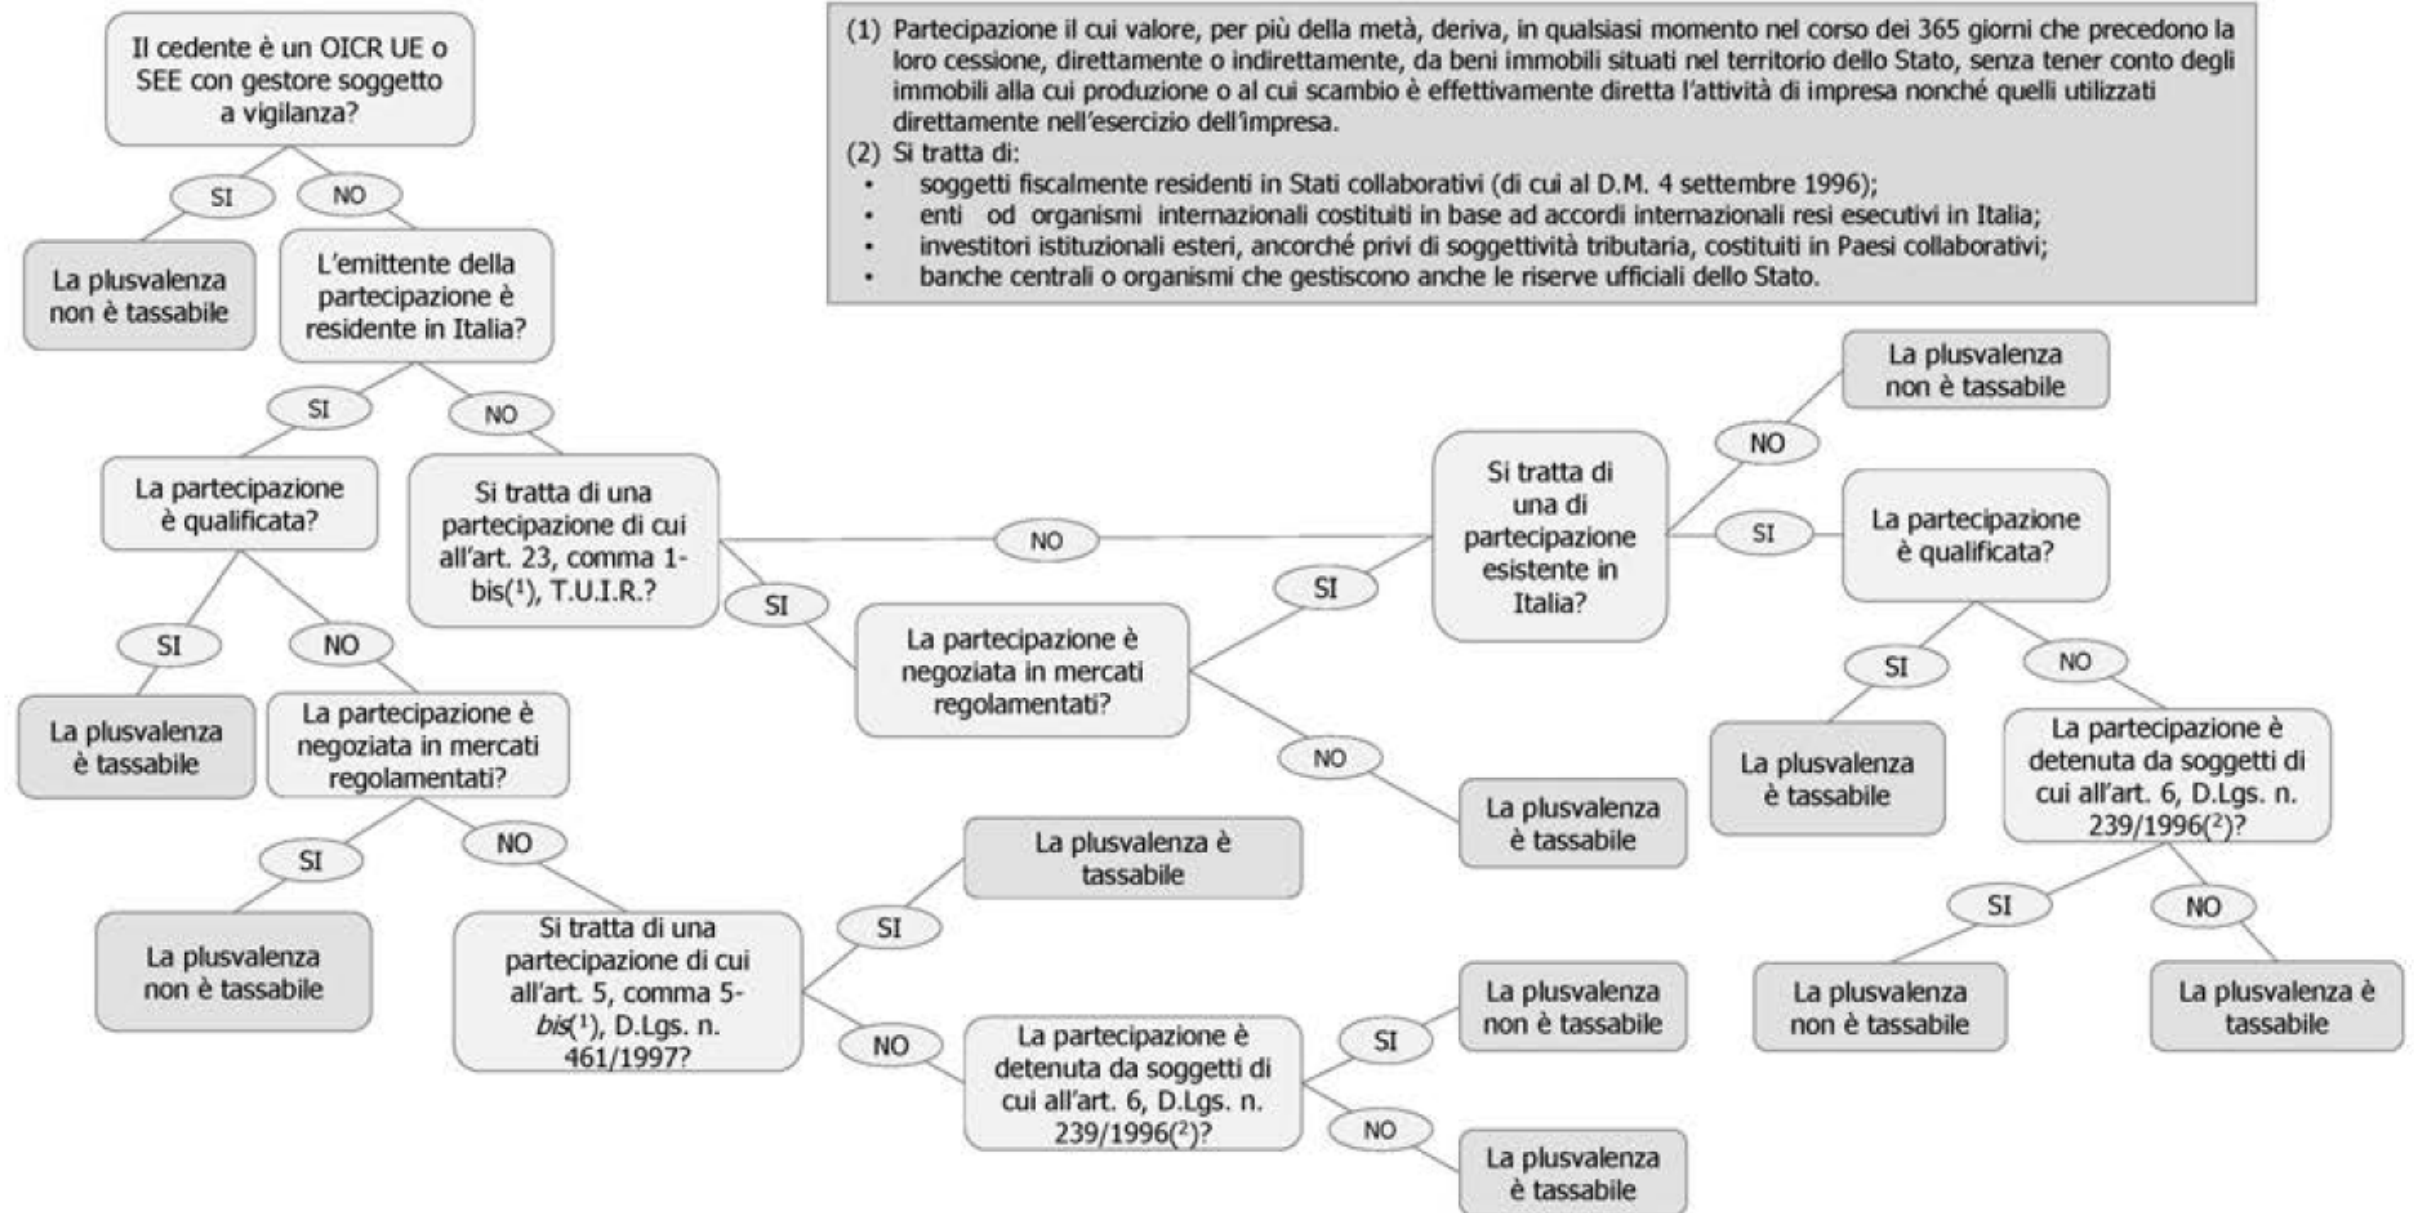 Il cedente è un OICR UE o
SEE con gestore soggetto
a vigilanza?
(1) Partecipazione il cui valore, per più della metà, deriva, in qualsiasi momento nel corso dei 365 giorni che precedono la
loro cessione, direttamente o indirettamente, da beni immobili situati nel territorio dello Stato, senza tener conto degli
immobili alla cui produzione o al cui scambio è effettivamente diretta l'attività di impresa nonché quelli utilizzati
direttamente nell'esercizio dell'impresa.
(2) Si tratta di:
• soggetti fiscalmente residenti in Stati collaborativi (di cui al D.M. 4 settembre 1996);
• enti od organismi internazionali costituiti in base ad accordi internazionali resi esecutivi in Italia;
• investitori istituzionali esteri, ancorché privi di soggettività tributaria, costituiti in Paesi collaborativi;
• banche centrali o organismi che gestiscono anche le riserve ufficiali dello Stato.
SI
NO
La plusvalenza
non è tassabile
L'emittente della
partecipazione è
residente in Italia?
SI
NO
La partecipazione
è qualificata?
Si tratta di una
partecipazione di cui
all'art. 23, comma 1-
bis(¹), T.U.I.R.?
NO
SI
La partecipazione è
negoziata in mercati
regolamentati?
SI
NO
La plusvalenza
è tassabile
Si tratta di
una di
partecipazione
esistente in
Italia?
NO
La plusvalenza
non è tassabile
SI
La partecipazione
è qualificata?
SI
NO
La plusvalenza
è tassabile
La partecipazione è
detenuta da soggetti di
cui all'art. 6, D.Lgs. n.
239/1996(²)?
SI
NO
La plusvalenza
non è tassabile
La plusvalenza è
tassabile
SI
NO
La plusvalenza
è tassabile
La partecipazione è
negoziata in mercati
regolamentati?
SI
NO
La plusvalenza
non è tassabile
Si tratta di una
partecipazione di cui
all'art. 5, comma 5-
bis(¹), D.Lgs. n.
461/1997?
SI
La plusvalenza è
tassabile
NO
La partecipazione è
detenuta da soggetti di
cui all'art. 6, D.Lgs. n.
239/1996(²)?
SI
La plusvalenza
non è tassabile
NO
La plusvalenza
è tassabile